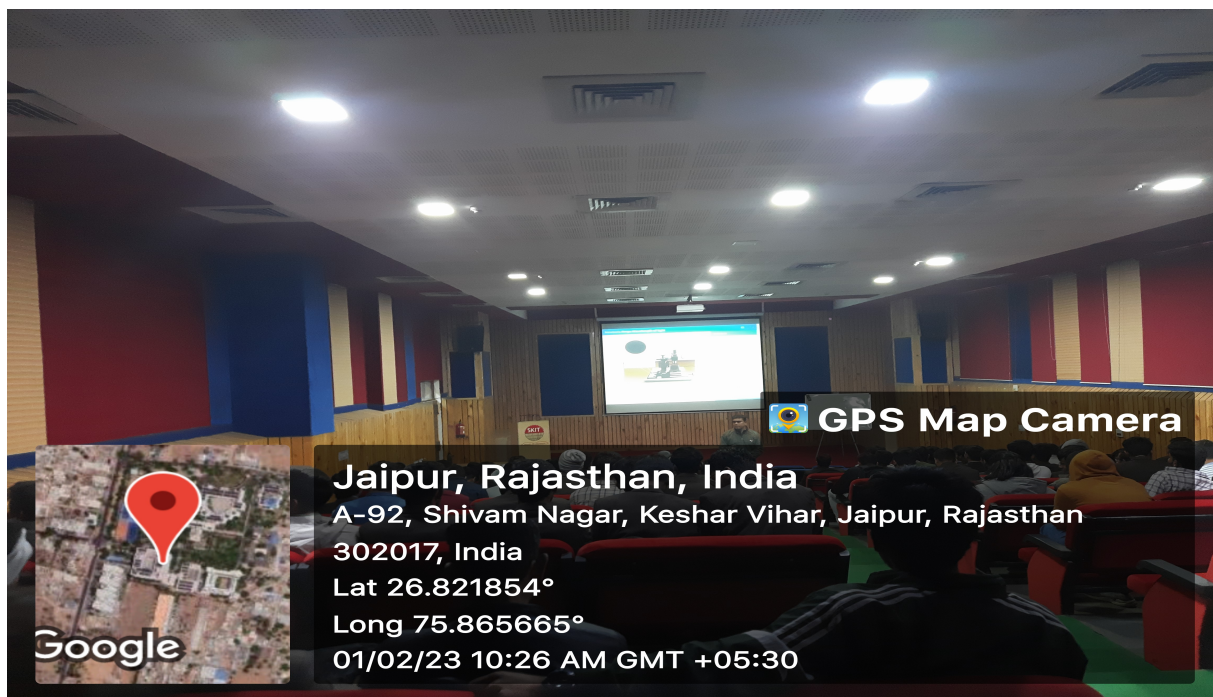 SKIT
GPS Map Camera
Jaipur, Rajasthan, India
A-92, Shivam Nagar, Keshar Vihar, Jaipur, Rajasthan
302017, India
Lat 26.821854°
Long 75.865665°
01/02/23 10:26 AM GMT +05:30
Google